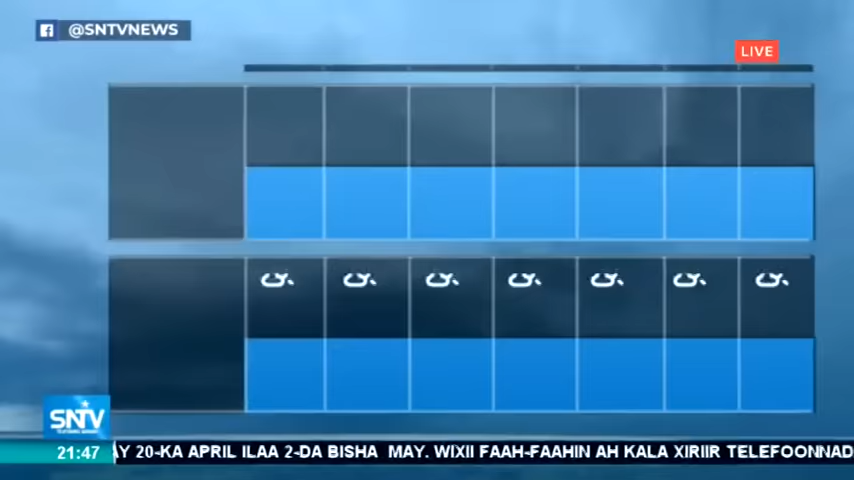 @SNTVNEWS
LIVE
SNTV
21:47
AY 20-KA APRIL ILAA 2-DA BISHA MAY. WIXII FAAH-FAAHIN AH KALA XIRIIR TELEFOONNAD